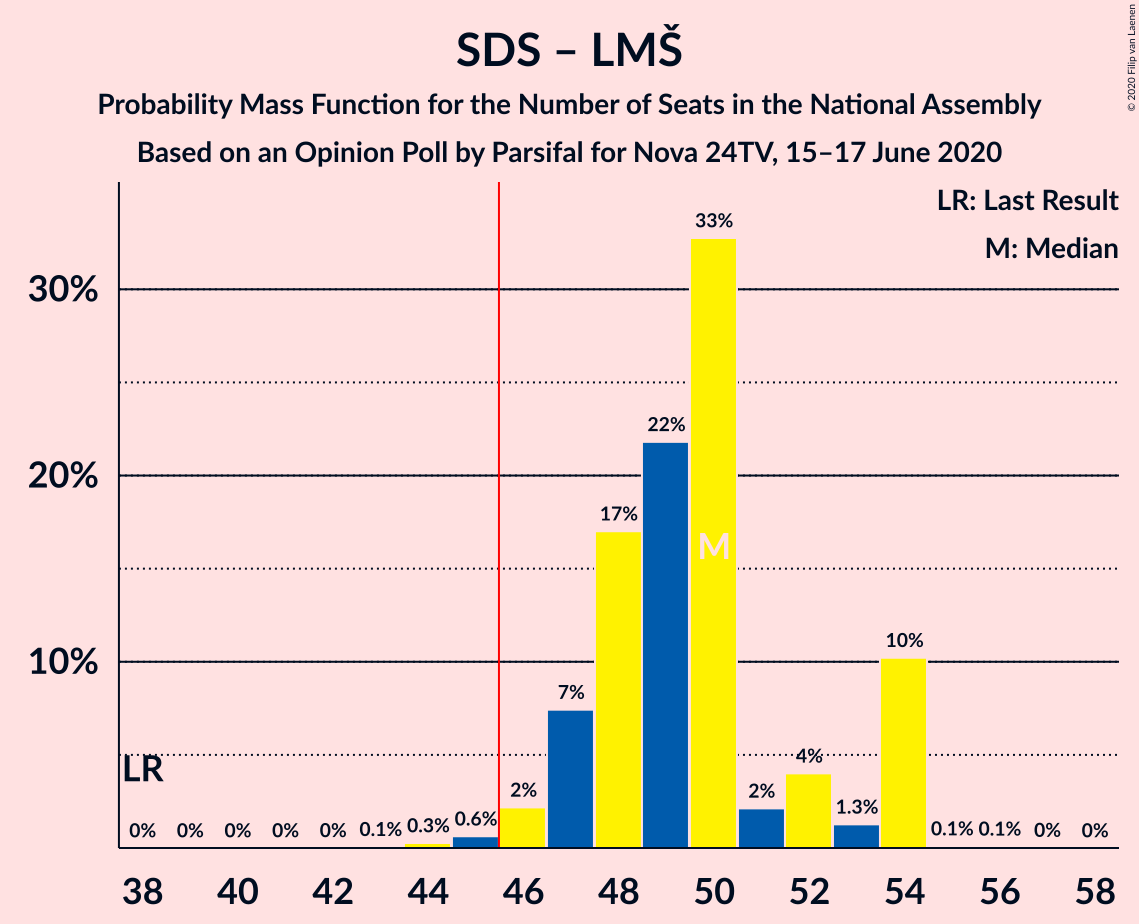 SDS – LMŠ
Probability Mass Function for the Number of Seats in the National Assembly
Based on an Opinion Poll by Parsifal for Nova 24TV, 15–17 June 2020
© 2020 Filip van Laenen
LR: Last Result
M: Median
33%
30%
22%
20%
17%
M
10%
10%
7%
LR
4%
2%
2%
1.3%
0.6%
0% 0% 0% 0% 0% 0.1% 0.3% 0.1% 0.1% 0% 0%
38 40 42 44 46 48 50 52 54 56 58